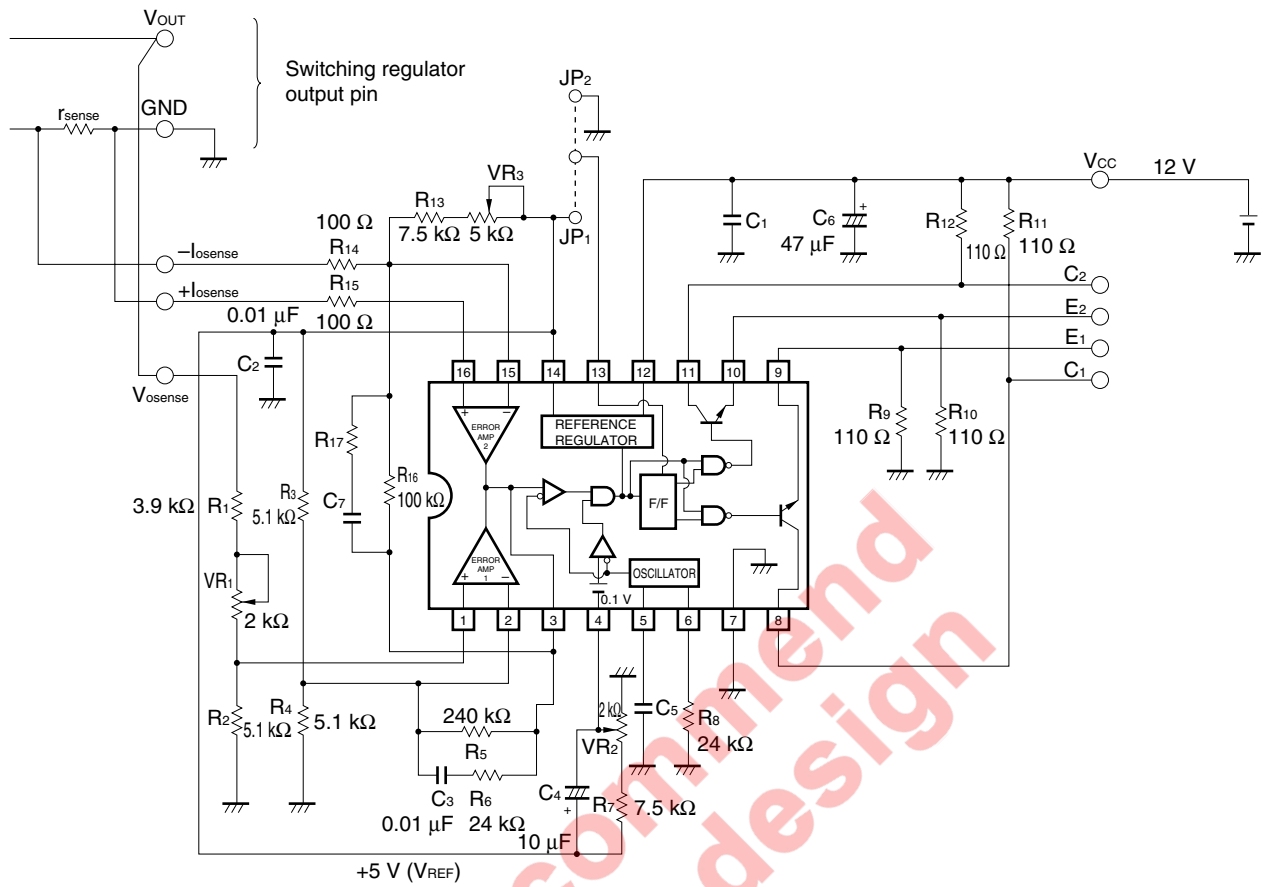 VOUT
Switching regulator
output pin
JP2
rsense
GND
VCC
12 V
VR3
R13
7.5 kΩ
5 kΩ
JP1
100 Ω
R14
–Iosense
+Iosense
R15
100 Ω
C1
C6
47 μF
+
R12
110 Ω
R11
110 Ω
C2
E2
E1
C1
0.01 μF
C2
Vosense
16
15
14
13
12
11
10
9
+
–
ERROR
AMP
2
REFERENCE
REGULATOR
R9
110 Ω
R10
110 Ω
R17
R16
100 kΩ
C7
3.9 kΩ
R1
R3
5.1 kΩ
F/F
ERROR
AMP
1
+
–
OSCILLATOR
0.1 V
VR1
2 kΩ
1
2
3
4
5
6
7
8
R2
5.1 kΩ
R4
5.1 kΩ
240 kΩ
R5
2 kΩ
VR2
C5
R8
24 kΩ
C3
0.01 μF
R6
24 kΩ
C4
+
10 μF
R7
7.5 kΩ
+5 V (VREF)
commend
design